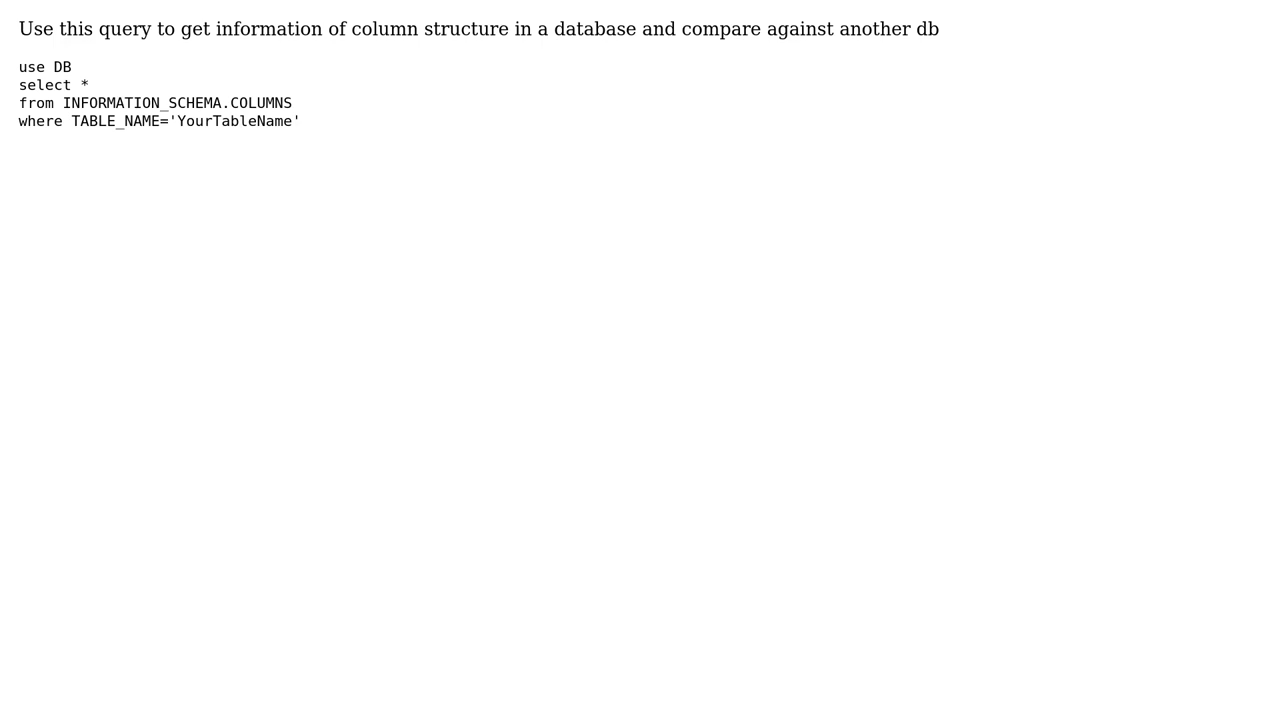 Use this query to get information of column structure in a database and compare against another db
use DB
select *
from INFORMATION_SCHEMA.COLUMNS
where TABLE_NAME='YourTableName'